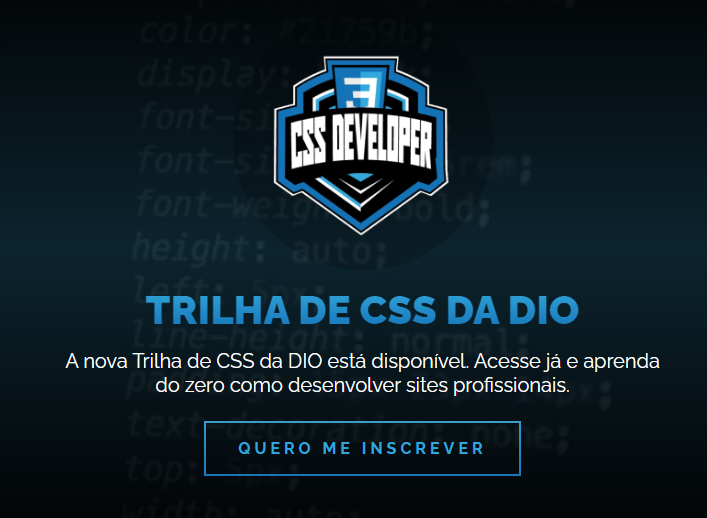 color: #21759b;
display:
font-si
3
CSS DEVELOPER
font-si rem;
font-weight: bold;
height: auto;
left: 5px;
TRILHA DE CSS DA DIO
line-height: normal;
A nova Trilha de CSS da DIO está disponível. Acesse já e aprenda
do zero como desenvolver sites profissionais.
text-decoration: none;
QUERO ME INSCREVER
top: 5px;
width: auto;